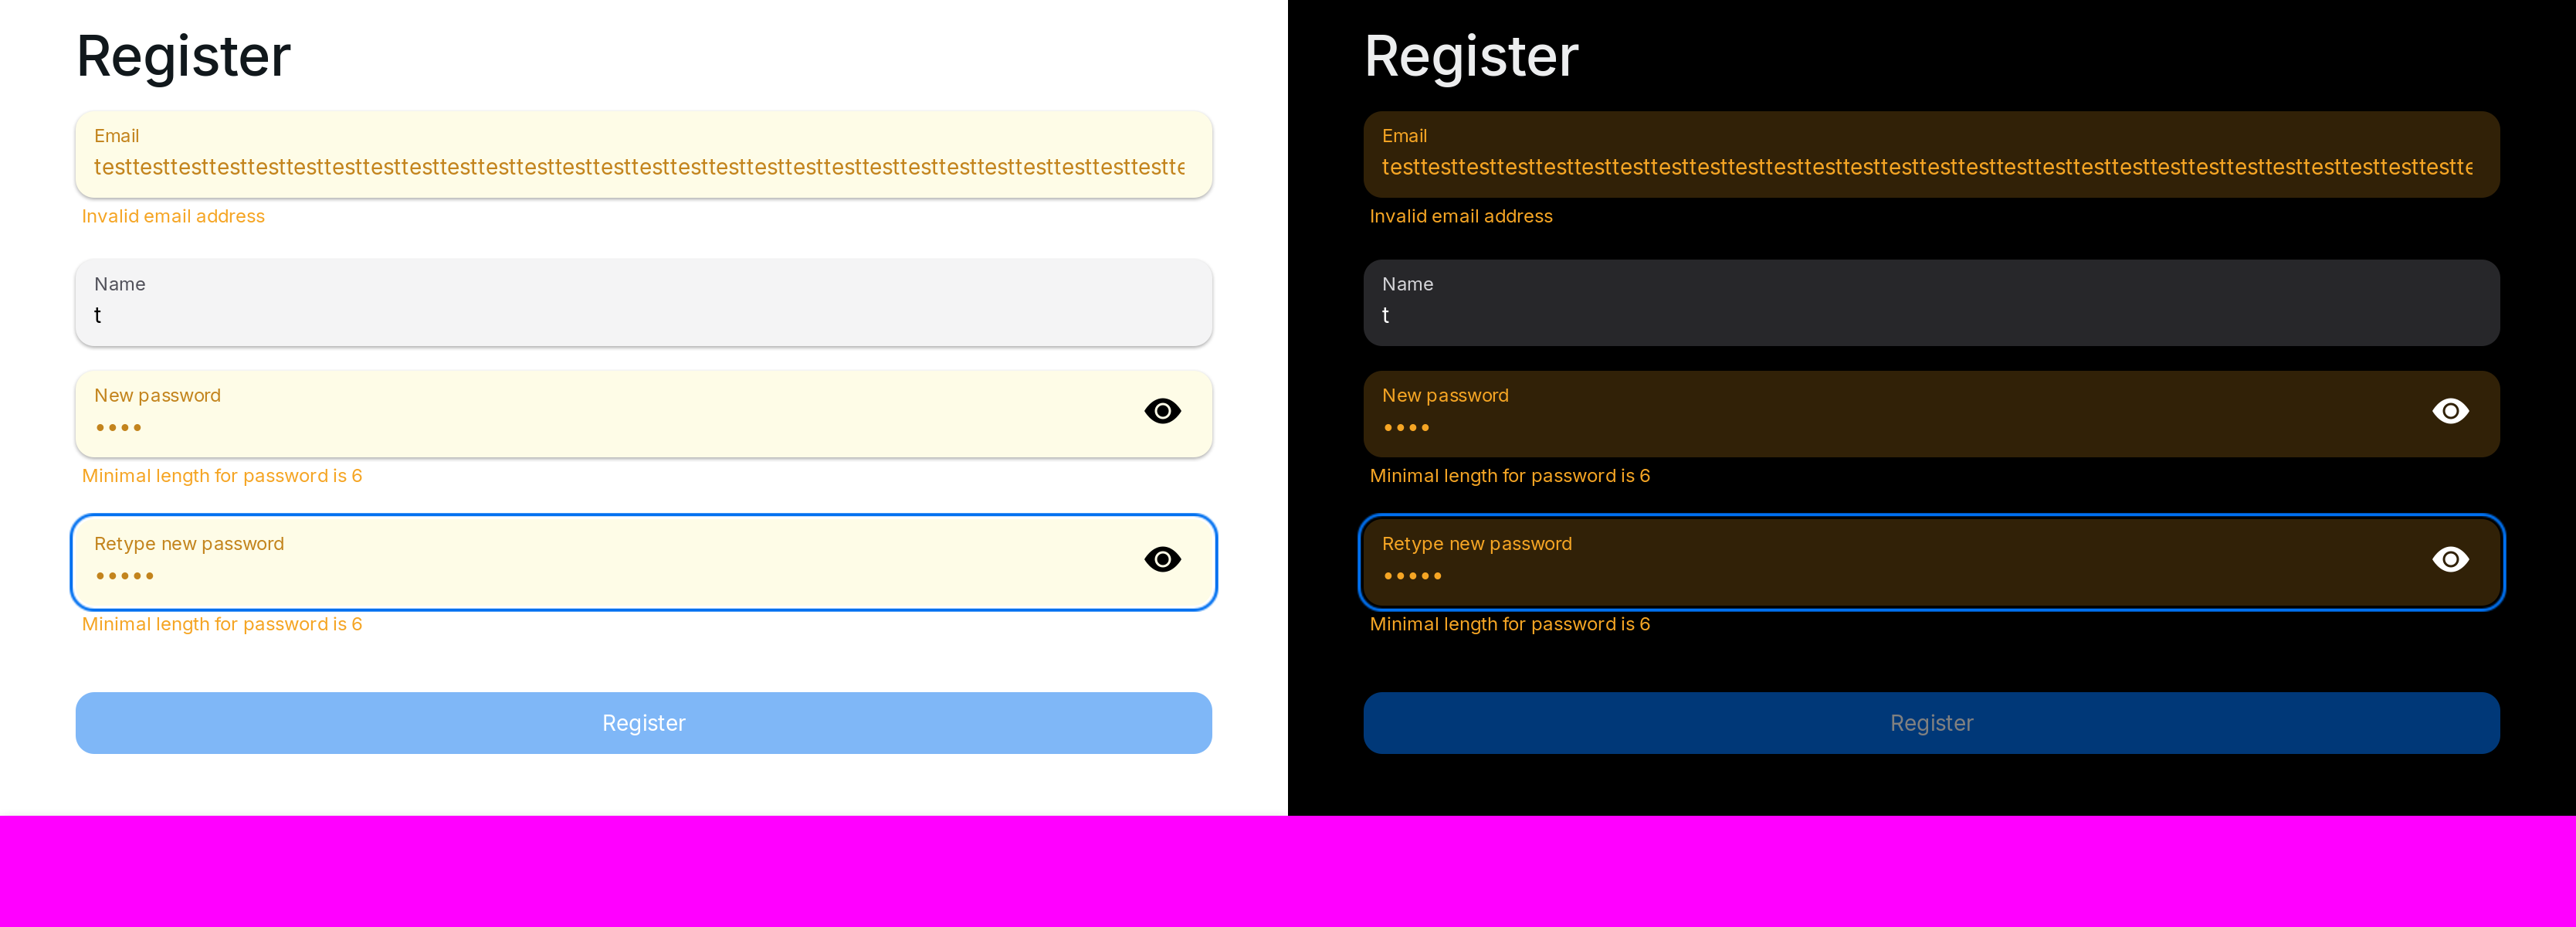 Register
Email
testtesttesttesttesttesttesttesttesttesttesttesttesttesttesttesttesttesttesttesttesttesttesttesttesttesttesttestte
Invalid email address
Name
t
New password
••••
Minimal length for password is 6
Retype new password
•••••
Minimal length for password is 6
Register
Register
Email
testtesttesttesttesttesttesttesttesttesttesttesttesttesttesttesttesttesttesttesttesttesttesttesttesttesttesttestte
Invalid email address
Name
t
New password
••••
Minimal length for password is 6
Retype new password
•••••
Minimal length for password is 6
Register